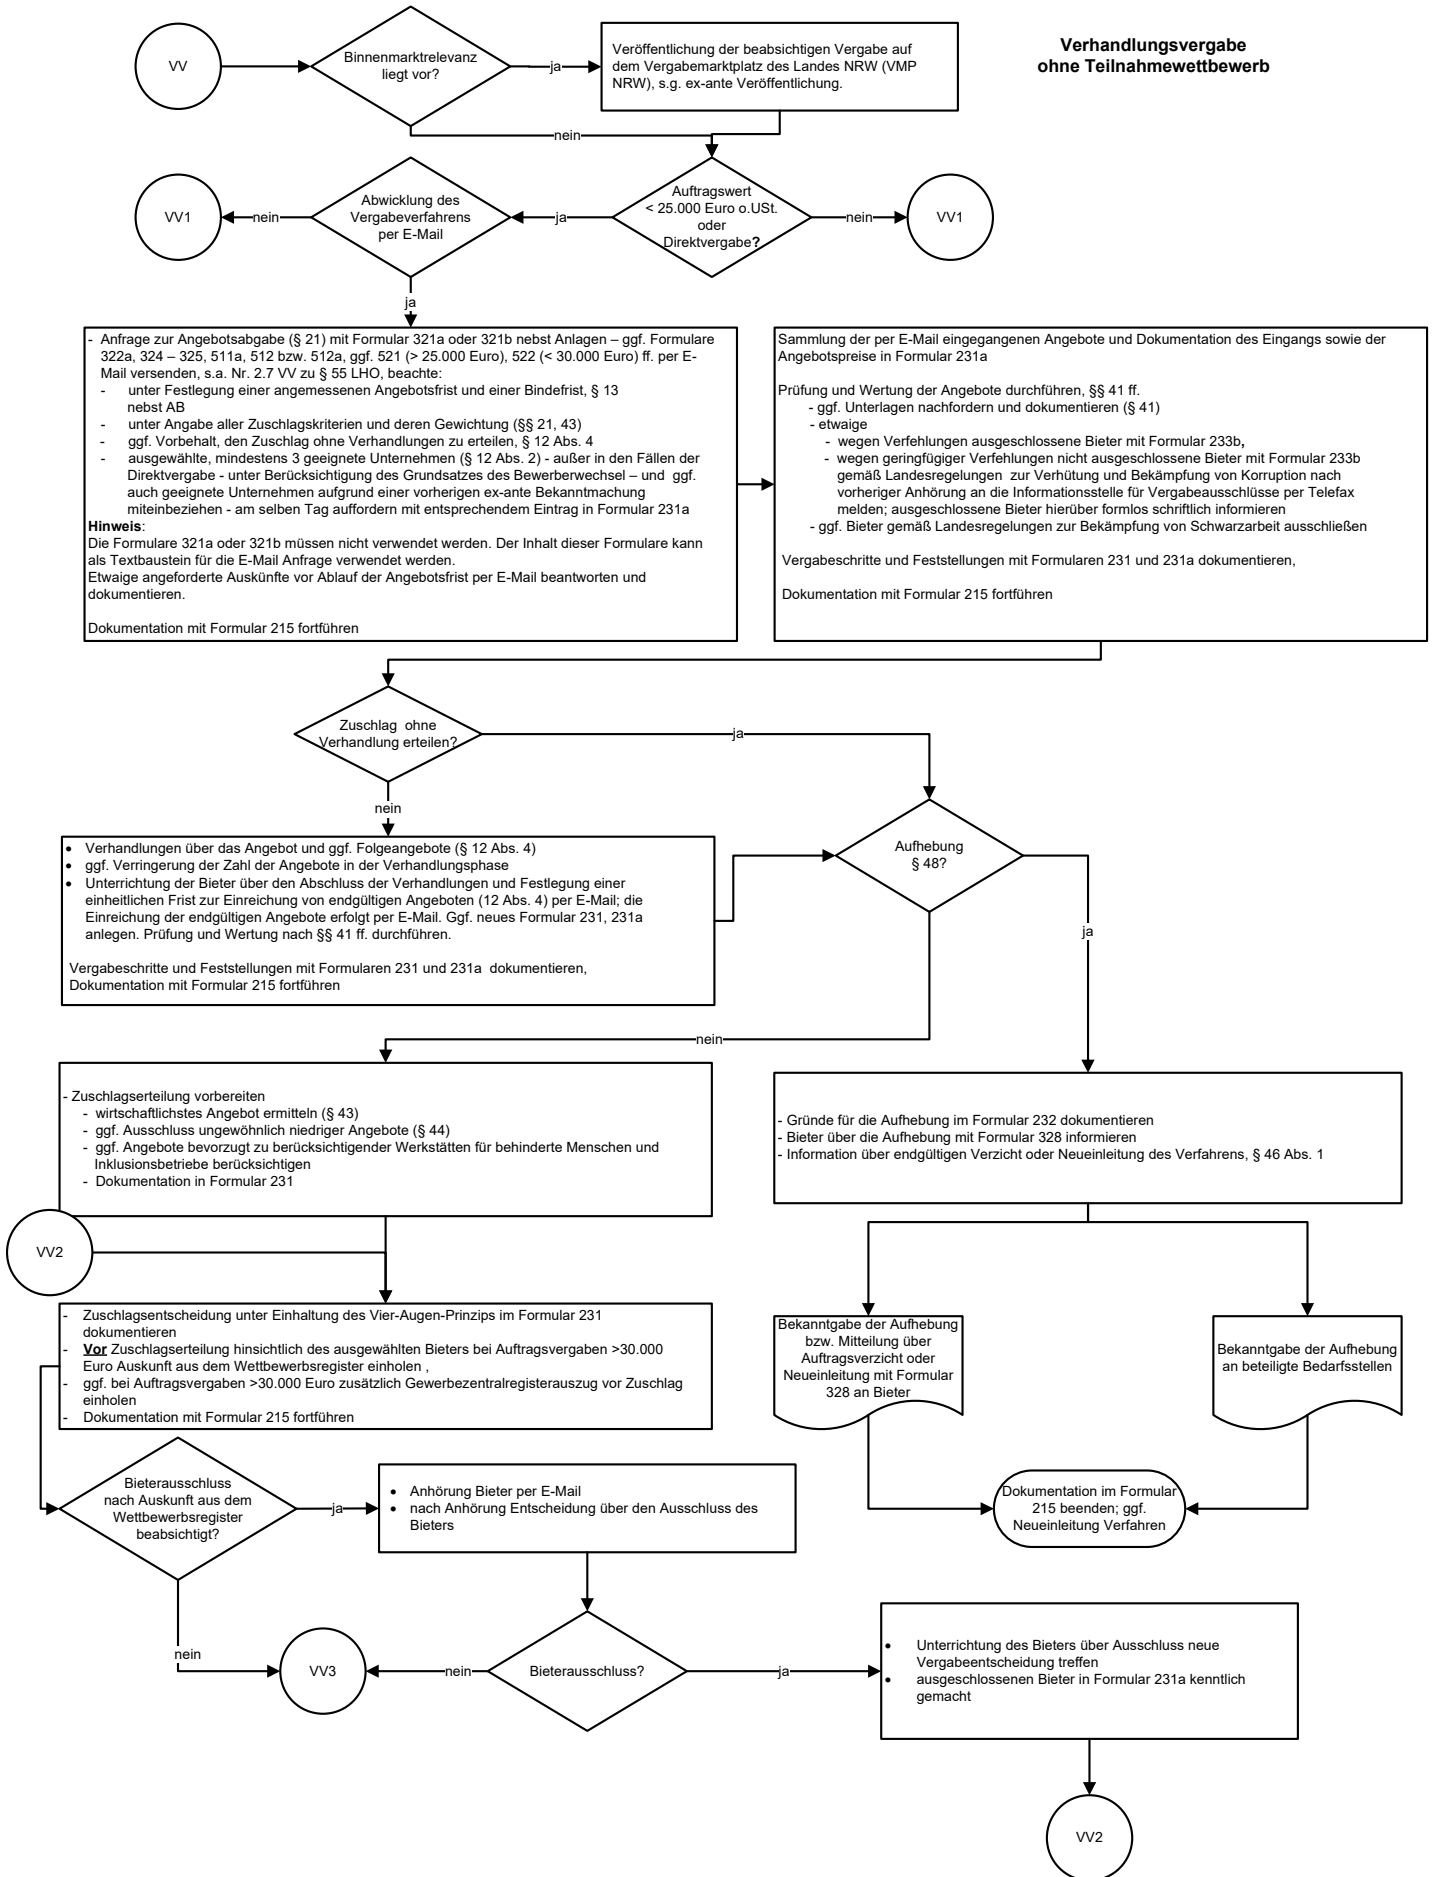 Verhandlungsvergabe
ohne Teilnahmewettbewerb
VV
Binnenmarktrelevanz
liegt vor?
ja
Veröffentlichung der beabsichtigen Vergabe auf
dem Vergabemarktplatz des Landes NRW (VMP
NRW), s.g. ex-ante Veröffentlichung.
nein
VV1
nein
Abwicklung des
Vergabeverfahrens
per E-Mail
ja
Auftragswert
< 25.000 Euro o.USt.
oder
Direktvergabe?
nein
VV1
ja
- Anfrage zur Angebotsabgabe (§ 21) mit Formular 321a oder 321b nebst Anlagen – ggf. Formulare
322a, 324 – 325, 511a, 512 bzw. 512a, ggf. 521 (> 25.000 Euro), 522 (< 30.000 Euro) ff. per E-
Mail versenden, s.a. Nr. 2.7 VV zu § 55 LHO, beachte:
- unter Festlegung einer angemessenen Angebotsfrist und einer Bindefrist, § 13
nebst AB
- unter Angabe aller Zuschlagskriterien und deren Gewichtung (§§ 21, 43)
- ggf. Vorbehalt, den Zuschlag ohne Verhandlungen zu erteilen, § 12 Abs. 4
- ausgewählte, mindestens 3 geeignete Unternehmen (§ 12 Abs. 2) - außer in den Fällen der
Direktvergabe - unter Berücksichtigung des Grundsatzes des Bewerberwechsel – und ggf.
auch geeignete Unternehmen aufgrund einer vorherigen ex-ante Bekanntmachung
miteinbeziehen - am selben Tag auffordern mit entsprechendem Eintrag in Formular 231a
Hinweis:
Die Formulare 321a oder 321b müssen nicht verwendet werden. Der Inhalt dieser Formulare kann
als Textbaustein für die E-Mail Anfrage verwendet werden.
Etwaige angeforderte Auskünfte vor Ablauf der Angebotsfrist per E-Mail beantworten und
dokumentieren.
Dokumentation mit Formular 215 fortführen
Sammlung der per E-Mail eingegangenen Angebote und Dokumentation des Eingangs sowie der
Angebotspreise in Formular 231a
Prüfung und Wertung der Angebote durchführen, §§ 41 ff.
- ggf. Unterlagen nachfordern und dokumentieren (§ 41)
- etwaige
- wegen Verfehlungen ausgeschlossene Bieter mit Formular 233b,
- wegen geringfügiger Verfehlungen nicht ausgeschlossene Bieter mit Formular 233b
gemäß Landesregelungen zur Verhütung und Bekämpfung von Korruption nach
vorheriger Anhörung an die Informationsstelle für Vergabeausschlüsse per Telefax
melden; ausgeschlossene Bieter hierüber formlos schriftlich informieren
- ggf. Bieter gemäß Landesregelungen zur Bekämpfung von Schwarzarbeit ausschließen
Vergabeschritte und Feststellungen mit Formularen 231 und 231a dokumentieren,
Dokumentation mit Formular 215 fortführen
Zuschlag ohne
Verhandlung erteilen?
ja
nein
• Verhandlungen über das Angebot und ggf. Folgeangebote (§ 12 Abs. 4)
• ggf. Verringerung der Zahl der Angebote in der Verhandlungsphase
• Unterrichtung der Bieter über den Abschluss der Verhandlungen und Festlegung einer
einheitlichen Frist zur Einreichung von endgültigen Angeboten (12 Abs. 4) per E-Mail; die
Einreichung der endgültigen Angebote erfolgt per E-Mail. Ggf. neues Formular 231, 231a
anlegen. Prüfung und Wertung nach §§ 41 ff. durchführen.
Vergabeschritte und Feststellungen mit Formularen 231 und 231a dokumentieren,
Dokumentation mit Formular 215 fortführen
Aufhebung
§ 48?
ja
nein
- Zuschlagserteilung vorbereiten
- wirtschaftlichstes Angebot ermitteln (§ 43)
- ggf. Ausschluss ungewöhnlich niedriger Angebote (§ 44)
- ggf. Angebote bevorzugt zu berücksichtigender Werkstätten für behinderte Menschen und
Inklusionsbetriebe berücksichtigen
- Dokumentation in Formular 231
- Gründe für die Aufhebung im Formular 232 dokumentieren
- Bieter über die Aufhebung mit Formular 328 informieren
- Information über endgültigen Verzicht oder Neueinleitung des Verfahrens, § 46 Abs. 1
VV2
- Zuschlagsentscheidung unter Einhaltung des Vier-Augen-Prinzips im Formular 231
dokumentieren
- Vor Zuschlagserteilung hinsichtlich des ausgewählten Bieters bei Auftragsvergaben >30.000
Euro Auskunft aus dem Wettbewerbsregister einholen ,
- ggf. bei Auftragsvergaben >30.000 Euro zusätzlich Gewerbezentralregisterauszug vor Zuschlag
einholen
- Dokumentation mit Formular 215 fortführen
Bekanntgabe der Aufhebung
bzw. Mitteilung über
Auftragsverzicht oder
Neueinleitung mit Formular
328 an Bieter
Bekanntgabe der Aufhebung
an beteiligte Bedarfsstellen
Bieterausschluss
nach Auskunft aus dem
Wettbewerbsregister
beabsichtigt?
ja
• Anhörung Bieter per E-Mail
• nach Anhörung Entscheidung über den Ausschluss des
Bieters
Dokumentation im Formular
215 beenden; ggf.
Neueinleitung Verfahren
nein
VV3
nein
Bieterausschluss?
ja
• Unterrichtung des Bieters über Ausschluss neue
Vergabeentscheidung treffen
• ausgeschlossenen Bieter in Formular 231a kenntlich
gemacht
VV2